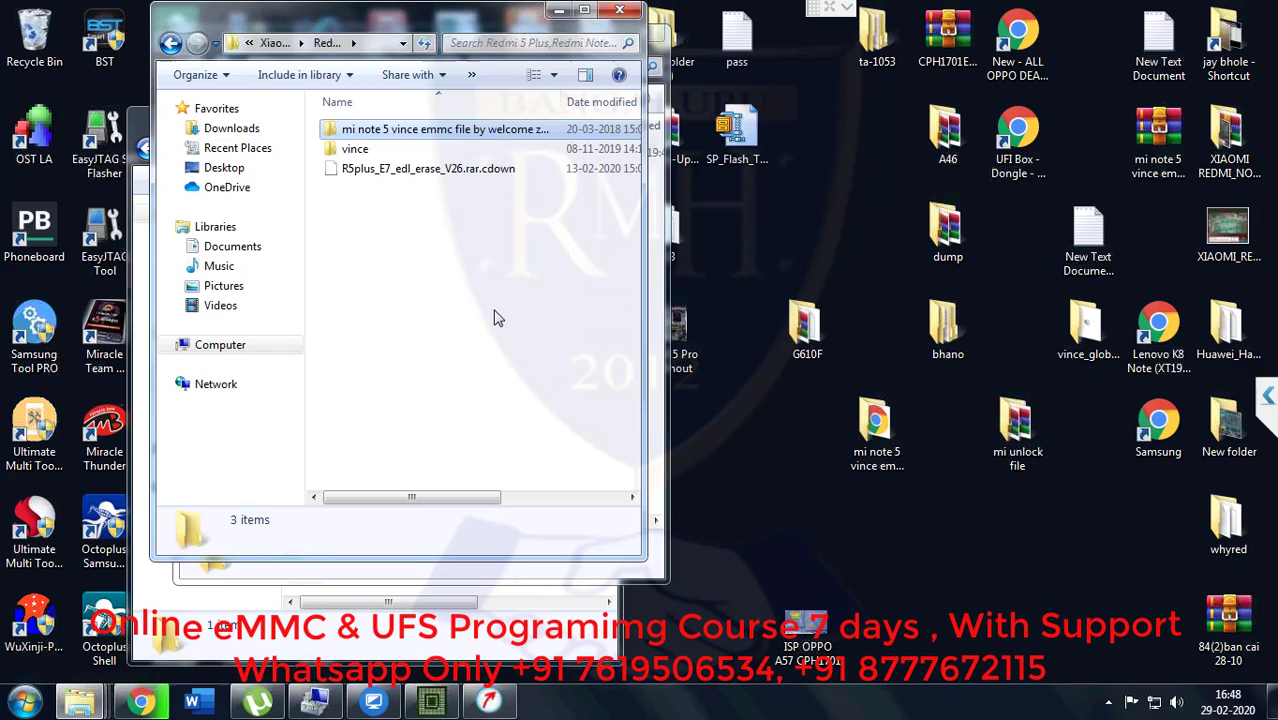 Recycle Bin
BST
OST LA
EasyJTAG S
Flasher
Phoneboard
EasyJTAG
Tool
Samsung
Tool PRO
Miracle
Team ...
Ultimate
Multi Too...
Miracle
Thunder
Ultimate
Multi Too...
Octoplus
Samsu...
WuXinji-P...
Octoplus
Shell
« Xiao...
Red...
Search Redmi 5 Plus,Redmi Note...
Organize
Include in library
Share with
»
Favorites
Downloads
Recent Places
Desktop
OneDrive
Libraries
Documents
Music
Pictures
Videos
Computer
Network
Name
Date modified
mi note 5 vince emmc file by welcome z...
20-03-2018 15:0
vince
08-11-2019 14:1
R5plus_E7_edl_erase_V26.rar.cdown
13-02-2020 15:0
3 items
older
pass
ta-1053
CPH1701E...
New - ALL
OPPO DEA...
New Text
Document
jay bhole -
Shortcut
-Up...
SP_Flash_T...
A46
UFI Box -
Dongle - ...
mi note 5
vince em...
XIAOMI
REDMI_NO...
dump
New Text
Docume...
XIAOMI_RE...
5 Pro
nout
G610F
bhano
vince_glob...
Lenovo K8
Note (XT19...
Huawei_Ha...
mi note 5
vince em...
mi unlock
file
Samsung
New folder
whyred
ISP OPPO
A57 CPH1701
84(2)ban cai
28-10
RMH
2012
Online eMMC & UFS Programimg Course 7 days , With Support
Whatsapp Only +91 7619506534, +91 8777672115
W
16:48
29-02-2020